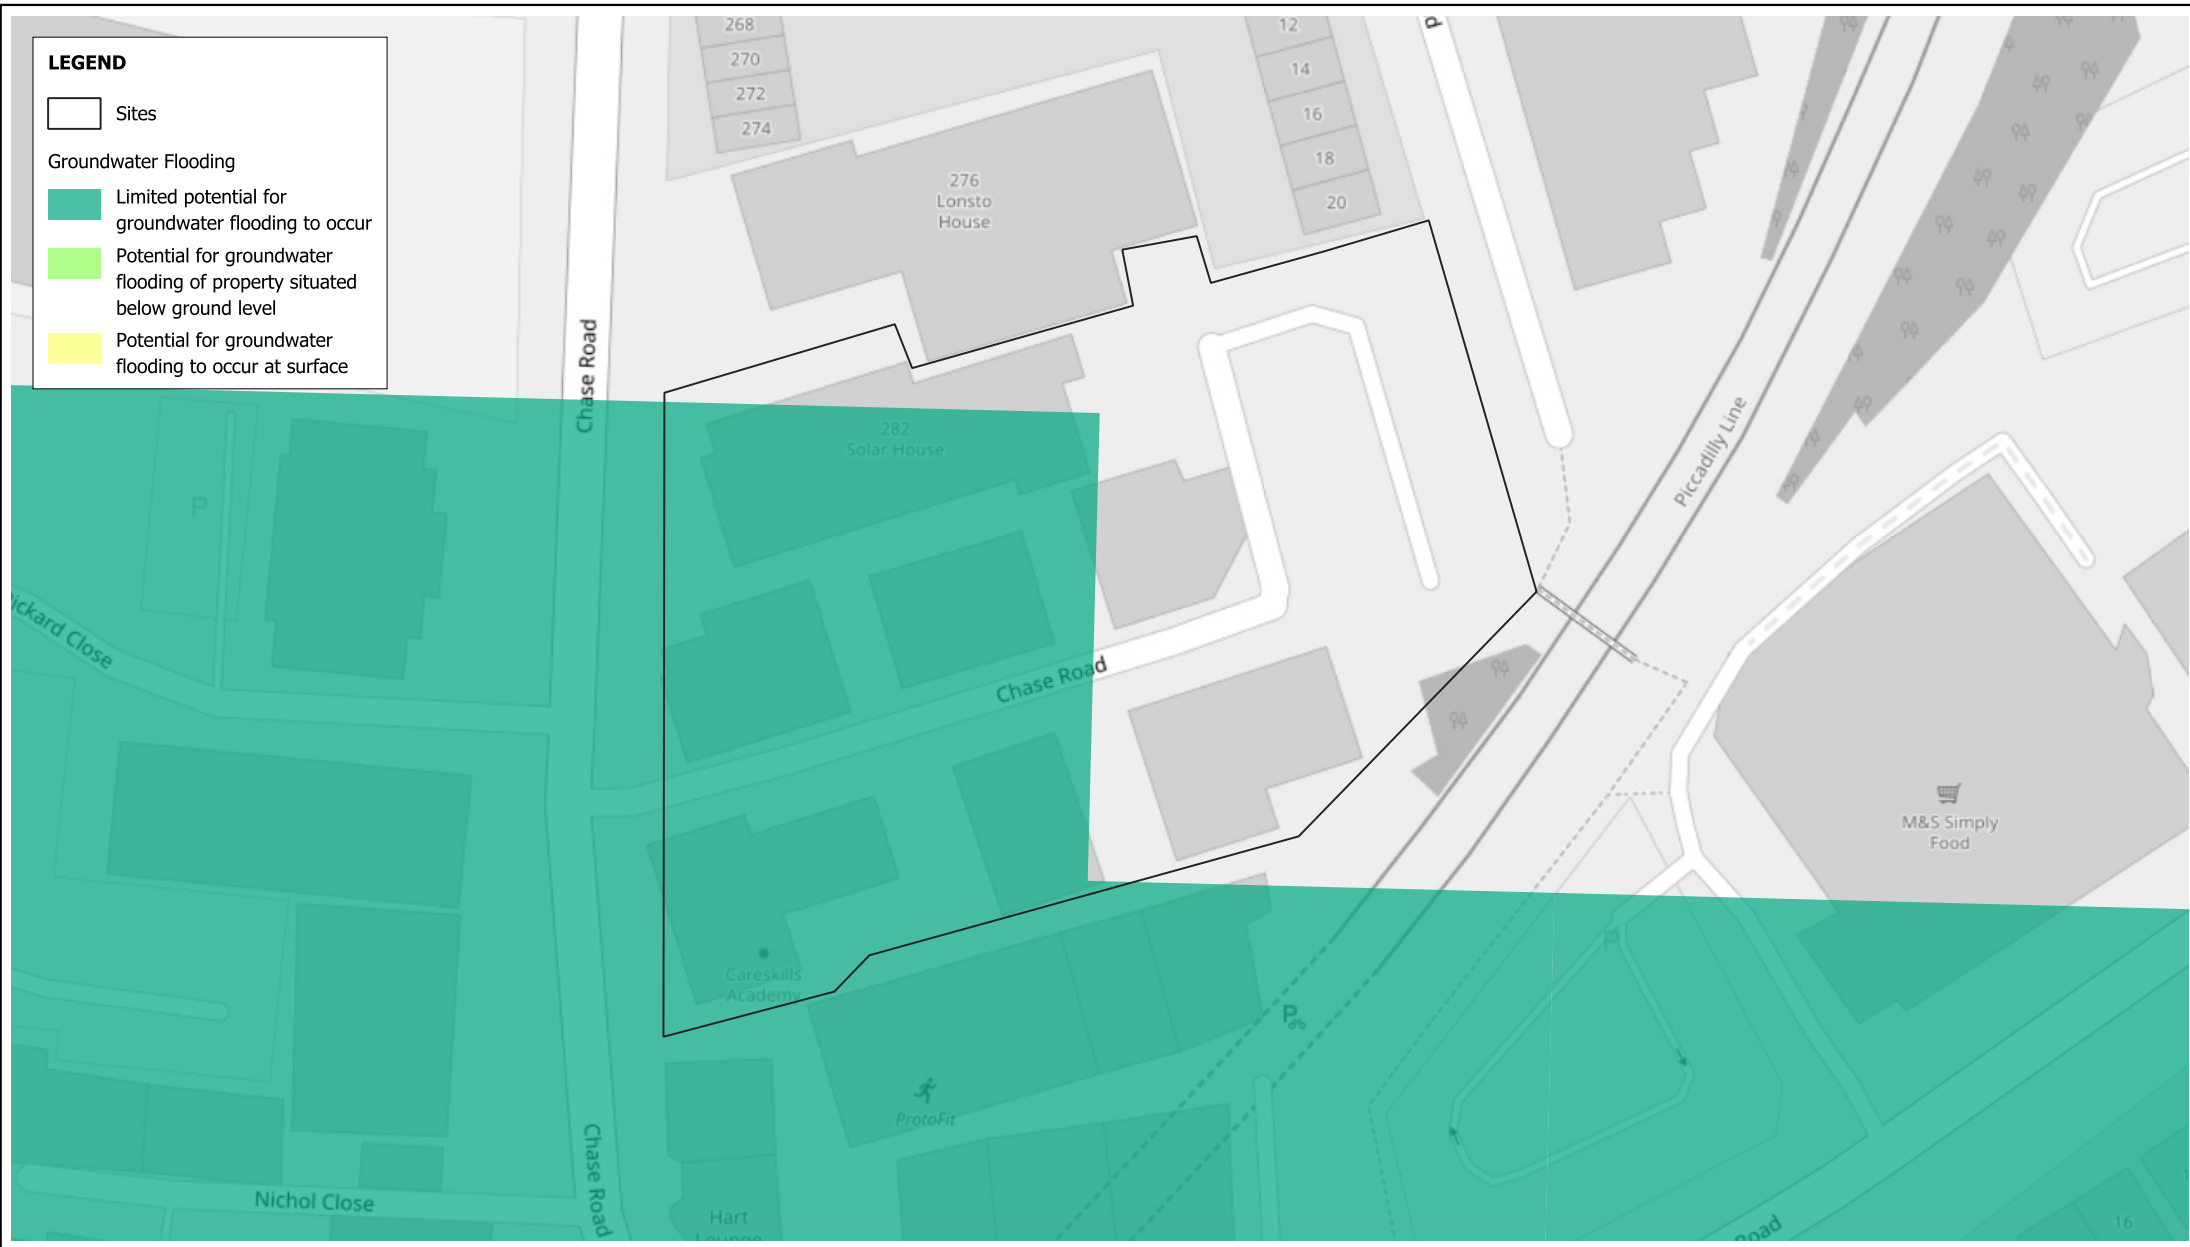 LEGEND
Sites
Groundwater Flooding
Limited potential for
groundwater flooding to occur
Potential for groundwater
flooding of property situated
below ground level
Potential for groundwater
flooding to occur at surface
268
270
272
274
276
Lonsto
House
12
14
16
18
20
P
Chase Road
282
Solar House
Piccadilly Line
Rickard Close
Chase Road
M&S Simply
Food
Careskills
Academy
P
P
ProtoFit
Chase Road
Nichol Close
Hart
Lounge
Road
16